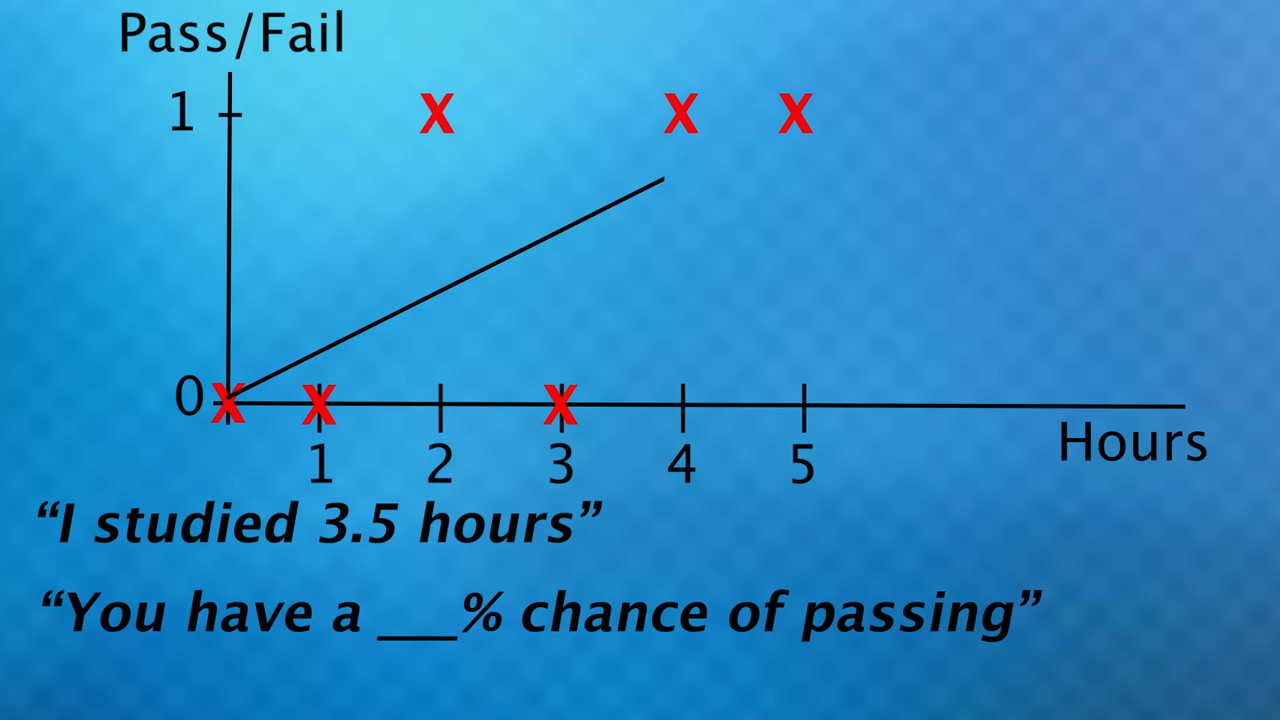 Pass/Fail
1
X X X
0
X X X
1 2 3 4 5
Hours
“I studied 3.5 hours”
“You have a ___% chance of passing”